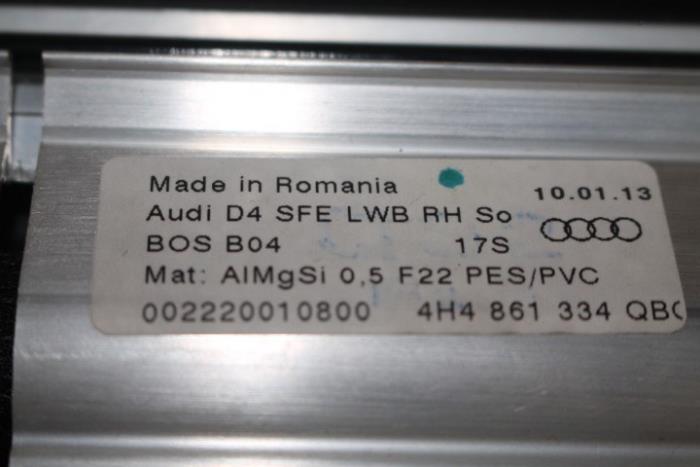 Made in Romania
10.01.13
Audi D4 SFE LWB RH So
BOS B04 17S
Mat: AlMgSi 0,5 F22 PES/PVC
002220010800 4H4 861 334